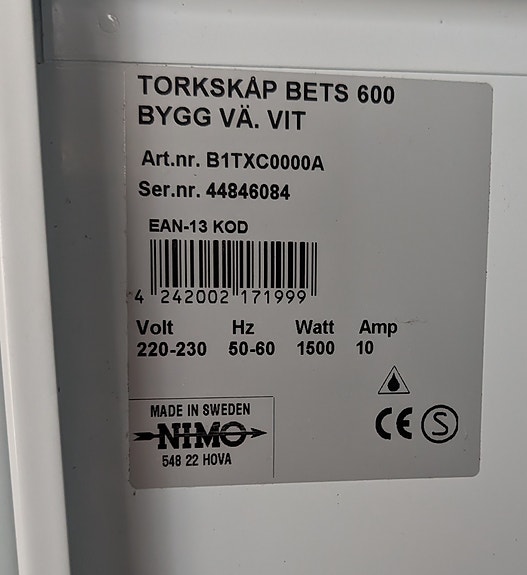 TORKSKÅP BETS 600
BYGG VÄ. VIT
Art.nr. B1TXC0000A
Ser.nr. 44846084
EAN-13 KOD
4 242002 171999
Volt Hz Watt Amp
220-230 50-60 1500 10
MADE IN SWEDEN
NIMO
548 22 HOVA
CE S